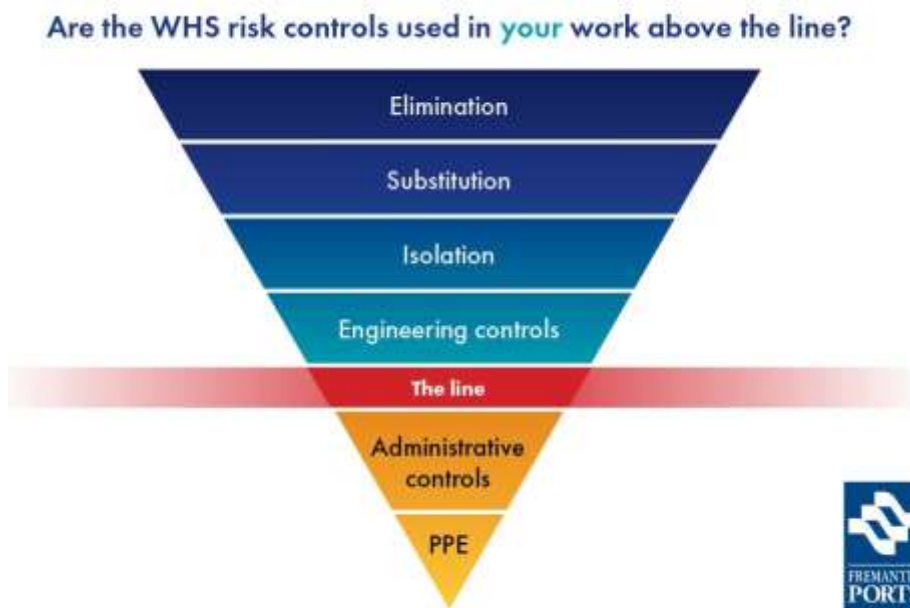 Are the WHS risk controls used in your work above the line?
Elimination
Substitution
Isolation
Engineering controls
The line
Administrative
controls
PPE
PORT